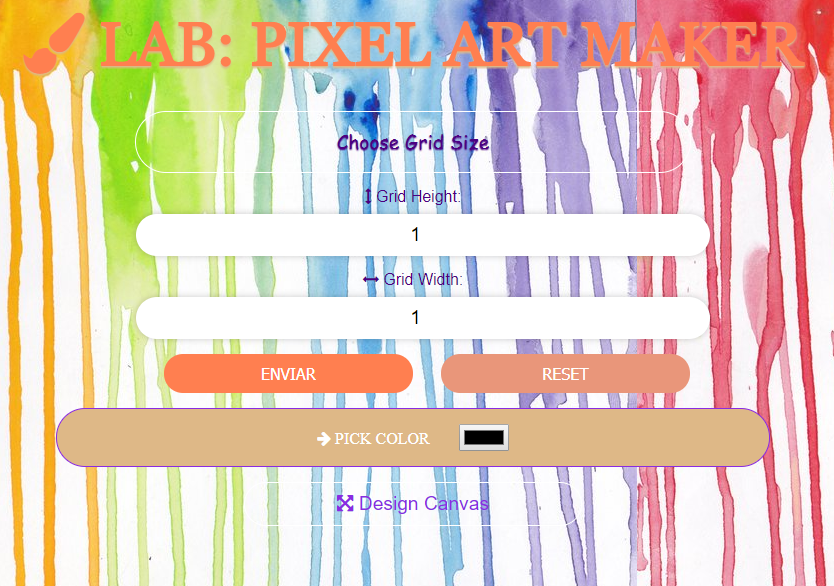 LAB: PIXEL ART MAKER
Choose Grid Size
Grid Height:
1
Grid Width:
1
ENVIAR RESET
PICK COLOR
Design Canvas